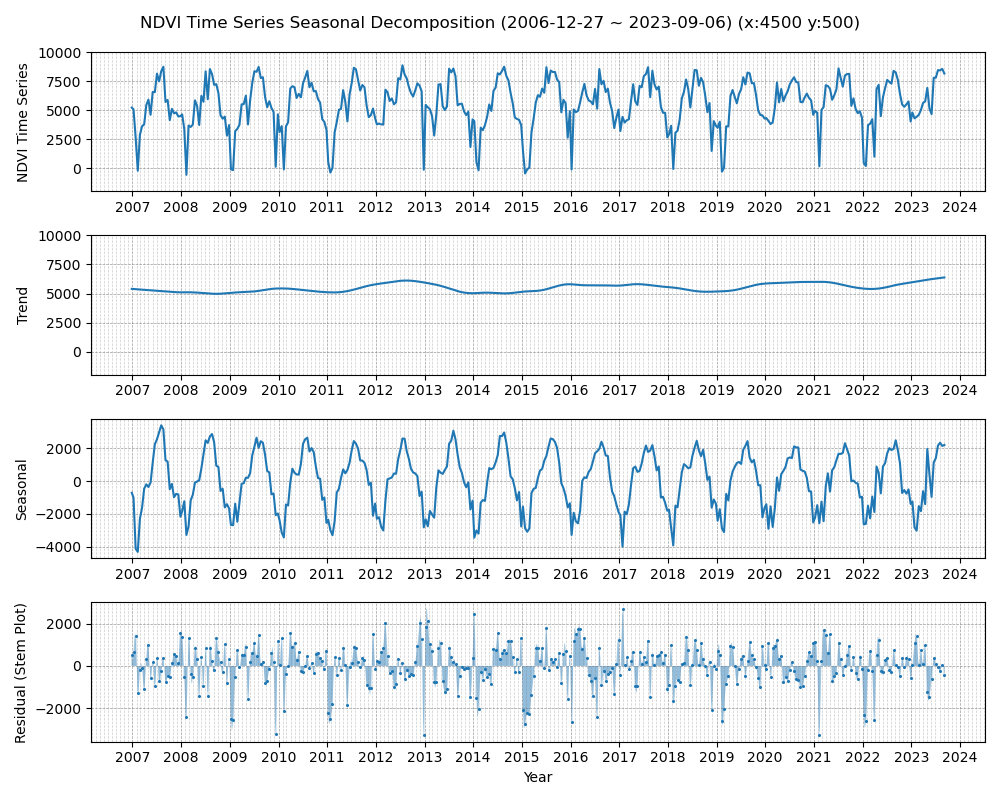 NDVI Time Series Seasonal Decomposition (2006-12-27 ~ 2023-09-06) (x:4500 y:500)
NDVI Time Series
10000
7500
5000
2500
0
2007 2008 2009 2010 2011 2012 2013 2014 2015 2016 2017 2018 2019 2020 2021 2022 2023 2024
Trend
10000
7500
5000
2500
0
2007 2008 2009 2010 2011 2012 2013 2014 2015 2016 2017 2018 2019 2020 2021 2022 2023 2024
Seasonal
2000
0
−2000
−4000
2007 2008 2009 2010 2011 2012 2013 2014 2015 2016 2017 2018 2019 2020 2021 2022 2023 2024
Residual (Stem Plot)
2000
0
−2000
2007 2008 2009 2010 2011 2012 2013 2014 2015 2016 2017 2018 2019 2020 2021 2022 2023 2024
Year